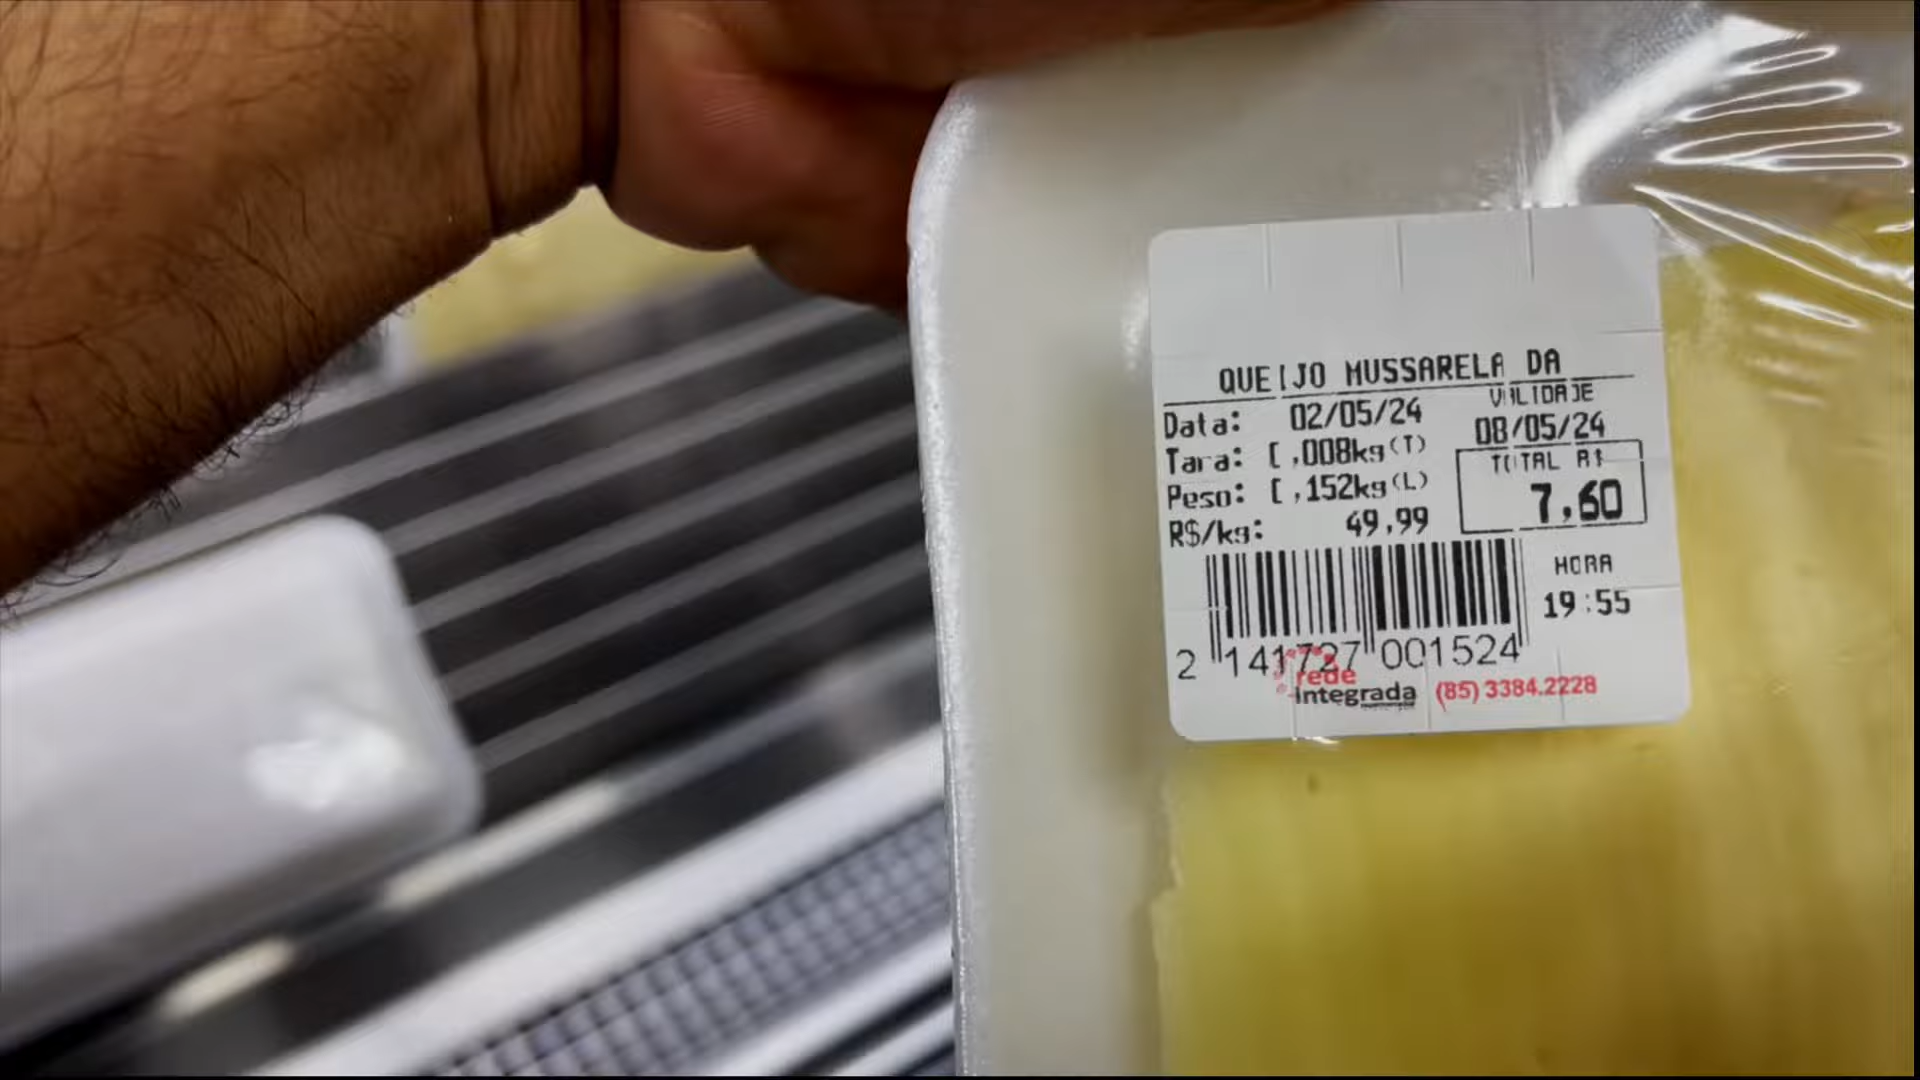 QUEIJO MUSSARELA DA
VALIDADE
Data: 02/05/24 08/05/24
Tara: 0,008kg(T) TOTAL R$
Peso: 0,152kg(L) 7,60
R$/kg: 49,99
HORA
19:55
2 141727 001524
rede
Integrada (85) 3384.2228